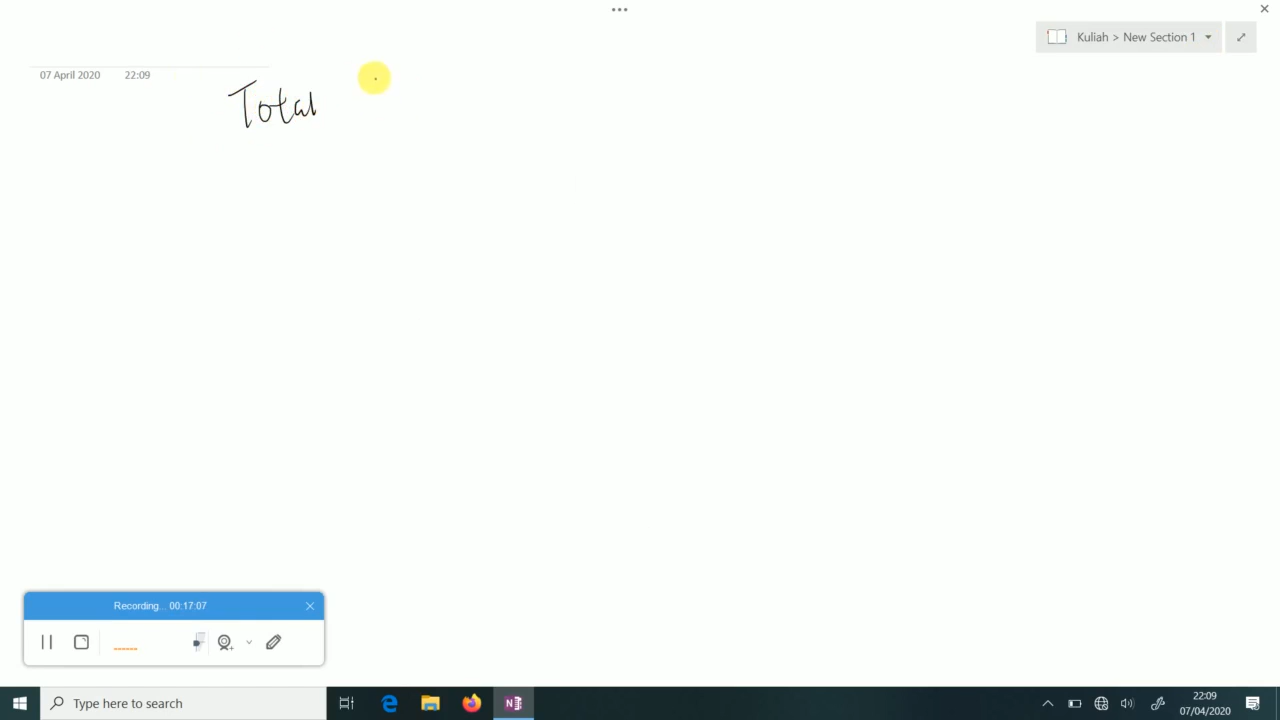 Kuliah > New Section 1
07 April 2020 22:09
Total
Recording... 00:17:07
Type here to search
22:09
07/04/2020